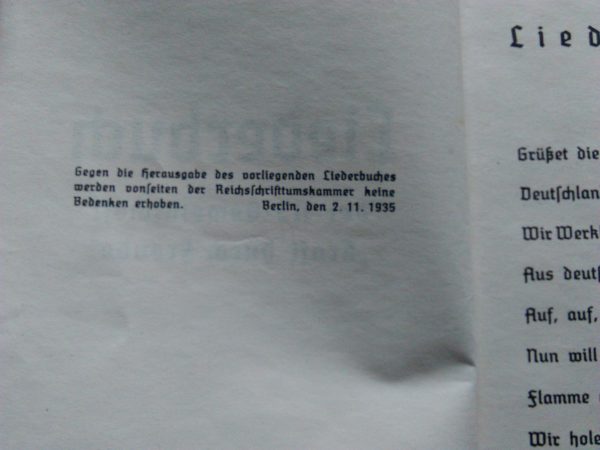 Gegen die Herausgabe des vorliegenden Liederbuches
werden vonseiten der Reichsschrifttumskammer keine
Bedenken erhoben. Berlin, den 2. 11. 1935
Lied
Grüßet die
Deutschlan
Wir Werk
Aus deut
Auf, auf,
Nun will
Flamme
Wir hole